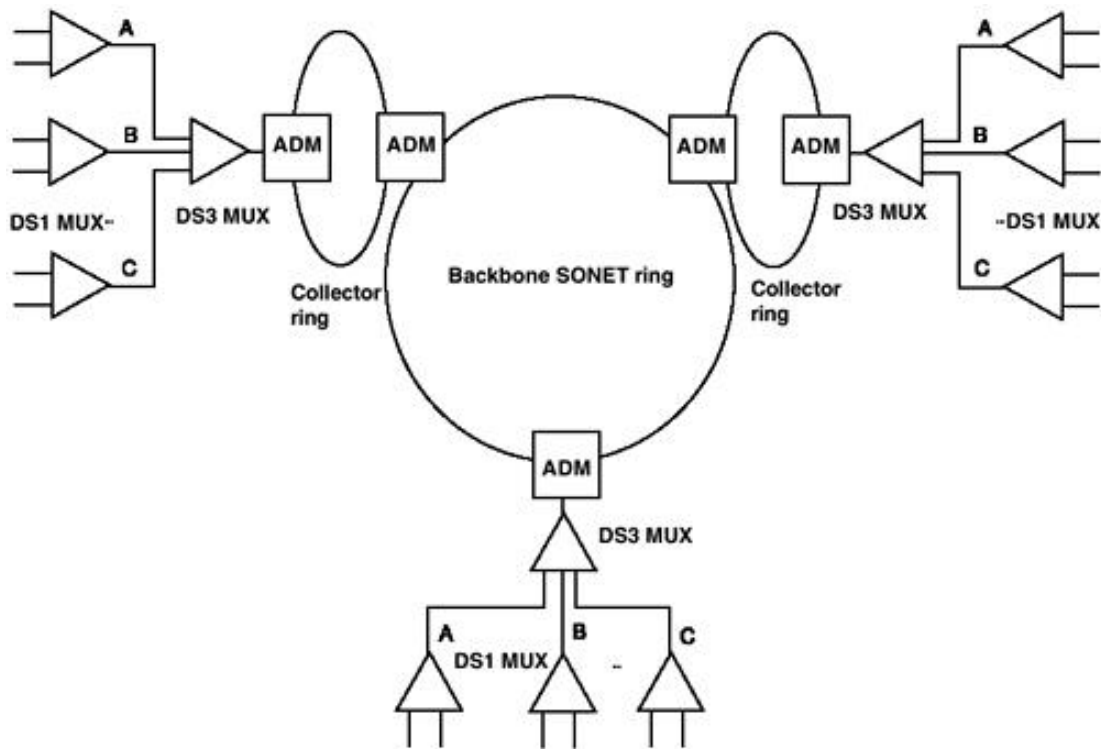 A
A
ADM
ADM
ADM
ADM
B
B
DS1 MUX--
DS3 MUX
DS3 MUX
--DS1 MUX
C
C
Collector
ring
Backbone SONET ring
Collector
ring
ADM
DS3 MUX
A
B
C
DS1 MUX
--